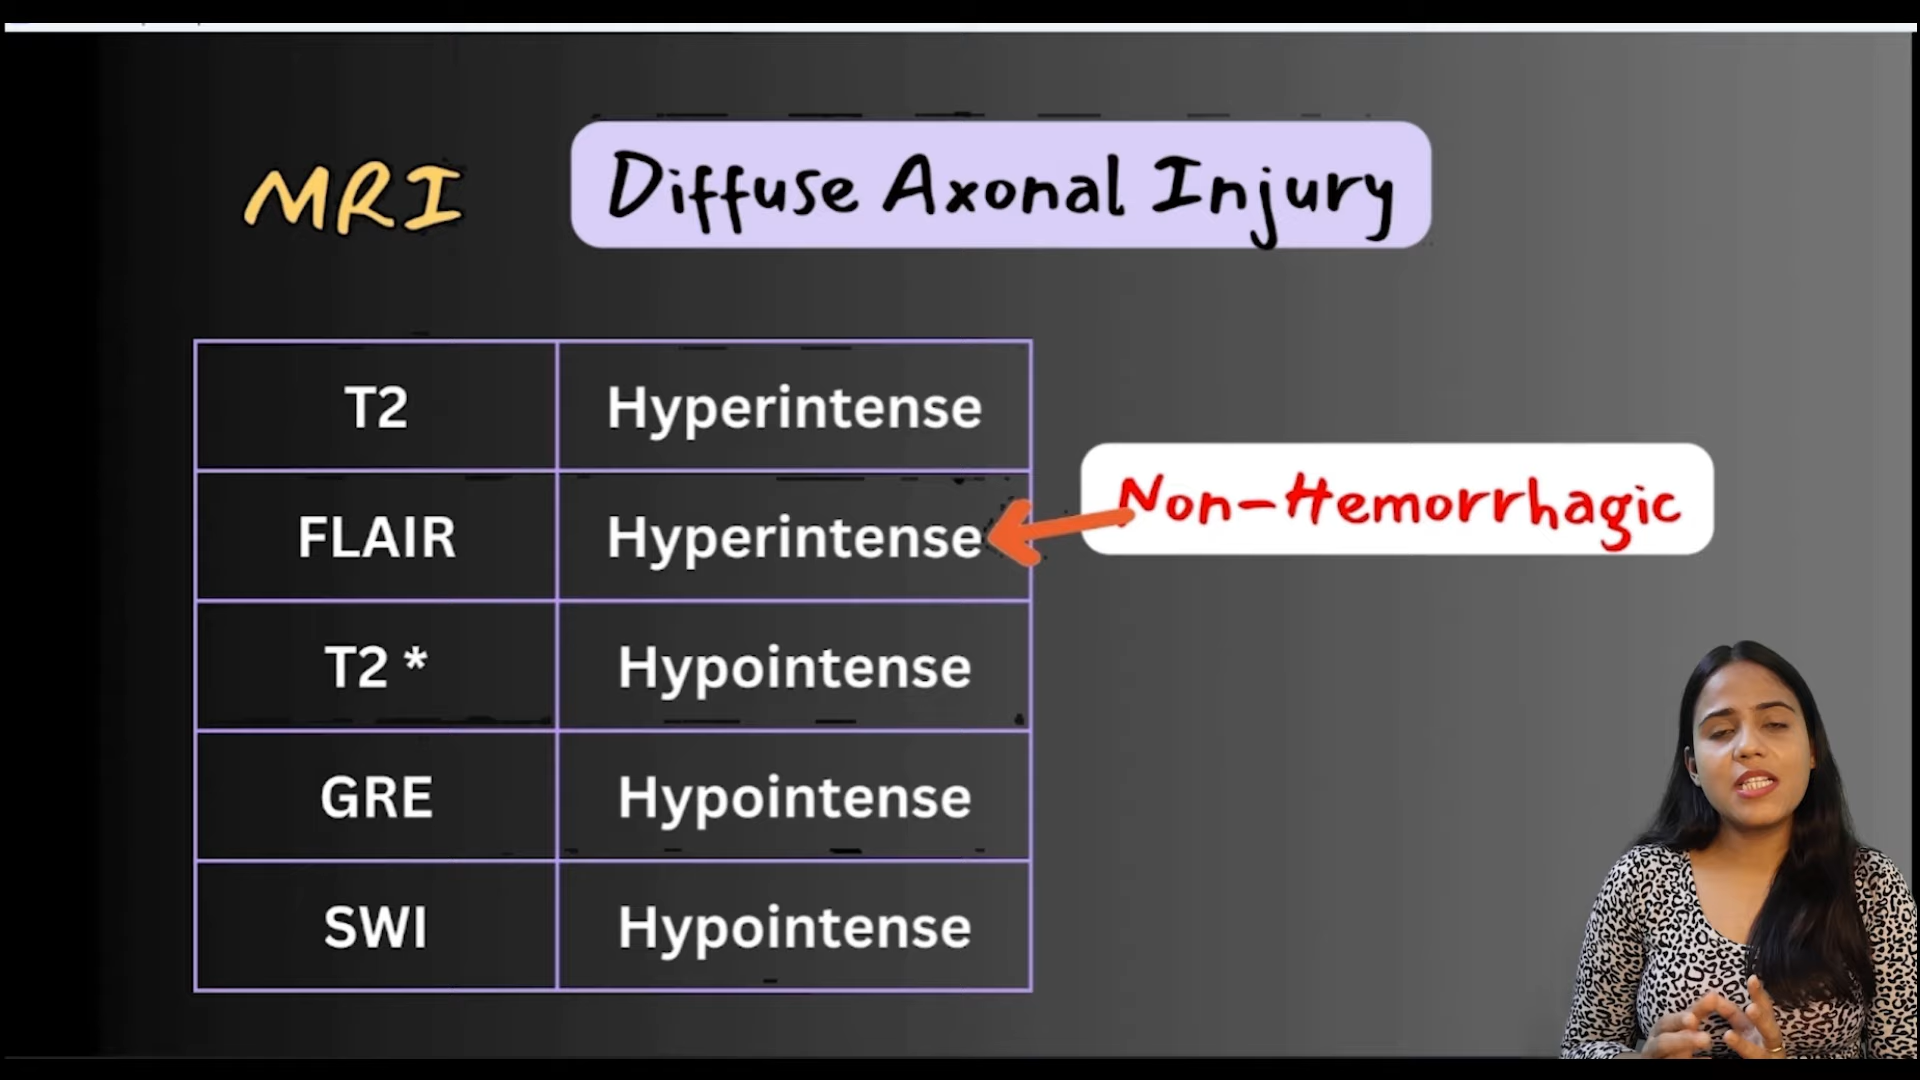 MRI
Diffuse Axonal Injury
T2 Hyperintense
FLAIR Hyperintense
Non-Hemorrhagic
T2 * Hypointense
GRE Hypointense
SWI Hypointense